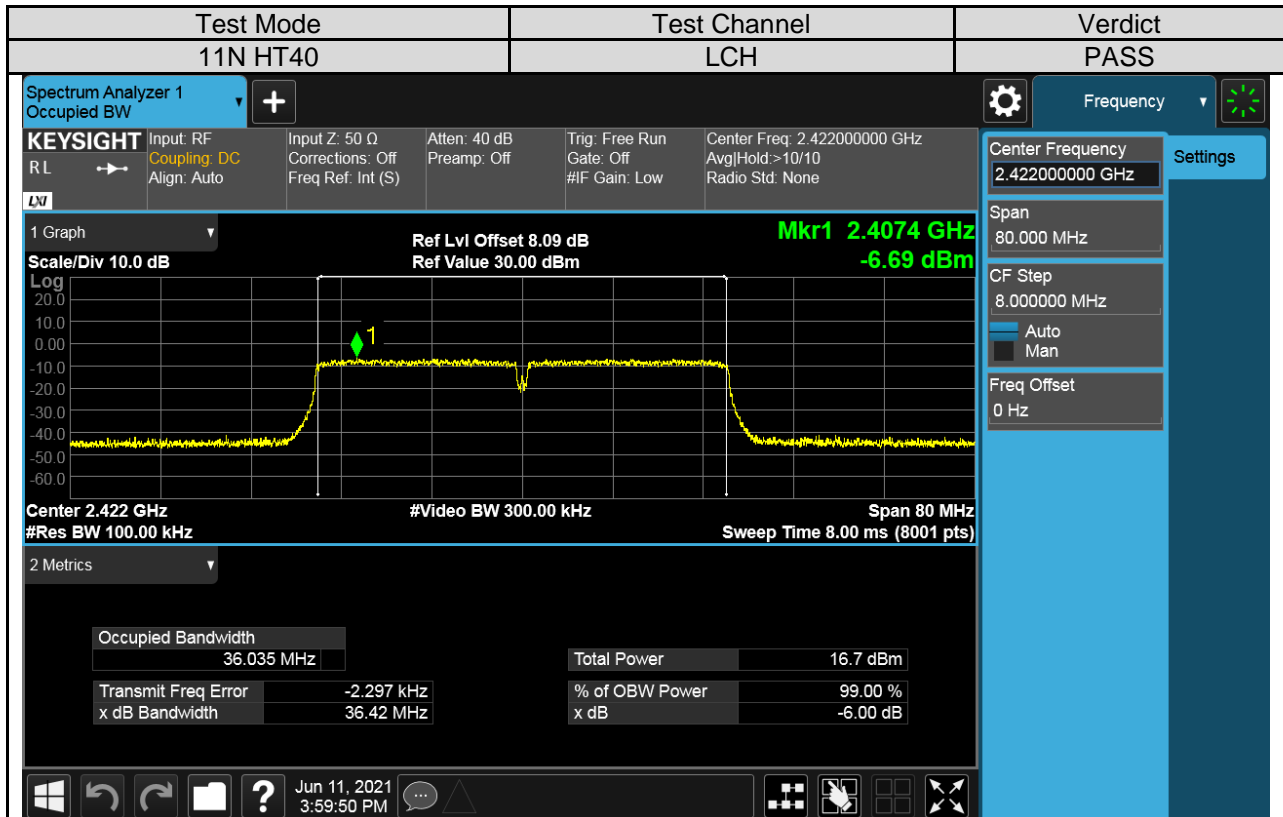 Test Mode Test Channel Verdict
11N HT40 LCH PASS
Spectrum Analyzer 1
Occupied BW
+
Frequency
KEYSIGHT Input: RF Input Z: 50 Ω Atten: 40 dB Trig: Free Run Center Freq: 2.422000000 GHz
RL Coupling: DC Corrections: Off Preamp: Off Gate: Off Avg|Hold:>10/10
Align: Auto Freq Ref: Int (S) #IF Gain: Low Radio Std: None
LXI
Center Frequency
2.422000000 GHz
Settings
Span
80.000 MHz
CF Step
8.000000 MHz
Auto
Man
Freq Offset
0 Hz
1 Graph Ref Lvl Offset 8.09 dB Mkr1 2.4074 GHz
Scale/Div 10.0 dB Ref Value 30.00 dBm -6.69 dBm
Log
20.0
10.0
0.00
-10.0
-20.0
-30.0
-40.0
-50.0
-60.0
1
Center 2.422 GHz #Video BW 300.00 kHz Span 80 MHz
#Res BW 100.00 kHz Sweep Time 8.00 ms (8001 pts)
2 Metrics
Occupied Bandwidth
36.035 MHz Total Power 16.7 dBm
Transmit Freq Error -2.297 kHz % of OBW Power 99.00 %
x dB Bandwidth 36.42 MHz x dB -6.00 dB
? Jun 11, 2021
3:59:50 PM